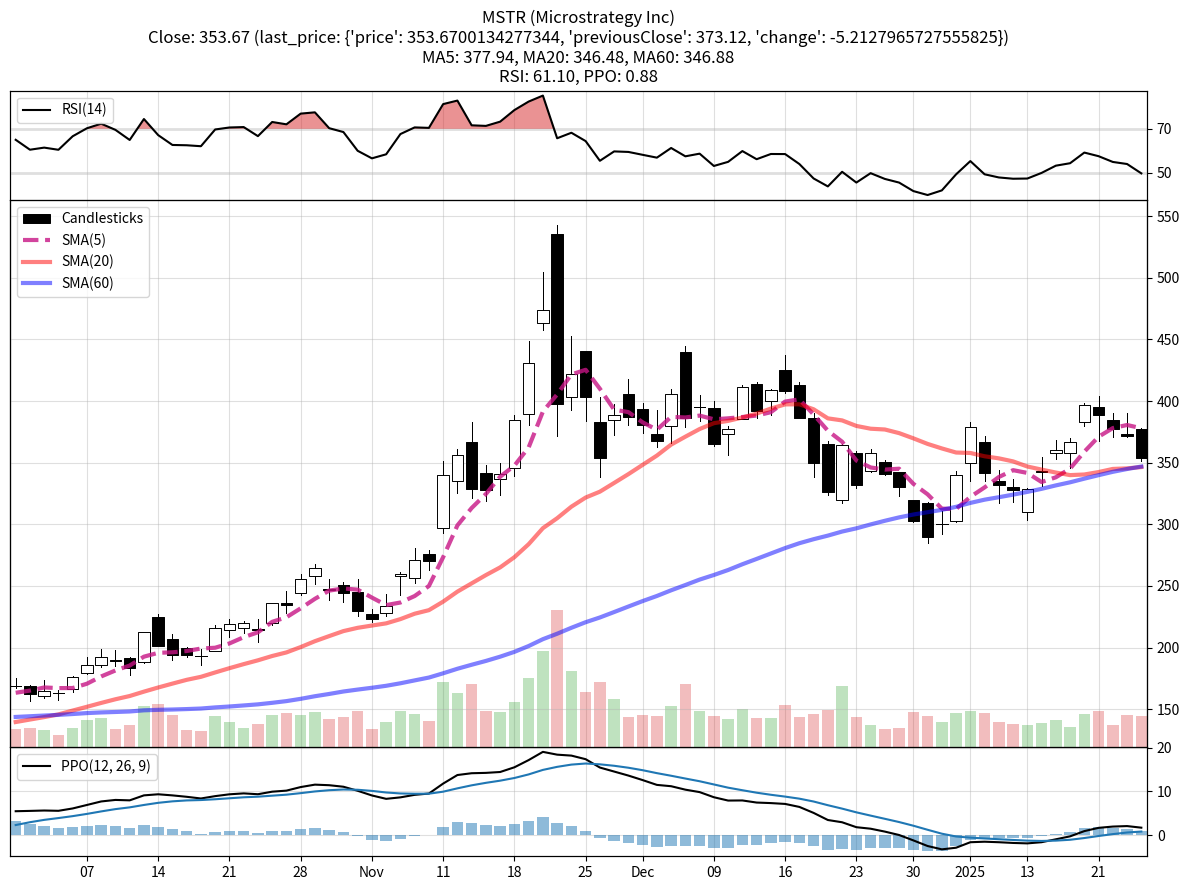 MSTR (Microstrategy Inc)
Close: 353.67 (last_price: {'price': 353.6700134277344, 'previousClose': 373.12, 'change': -5.2127965727555825})
MA5: 377.94, MA20: 346.48, MA60: 346.88
RSI: 61.10, PPO: 0.88
RSI(14)
70
50
Candlesticks
SMA(5)
SMA(20)
SMA(60)
550
500
450
400
350
300
250
200
150
PPO(12, 26, 9)
20
10
0
07 14 21 28 Nov 11 18 25 Dec 09 16 23 30 2025 13 21